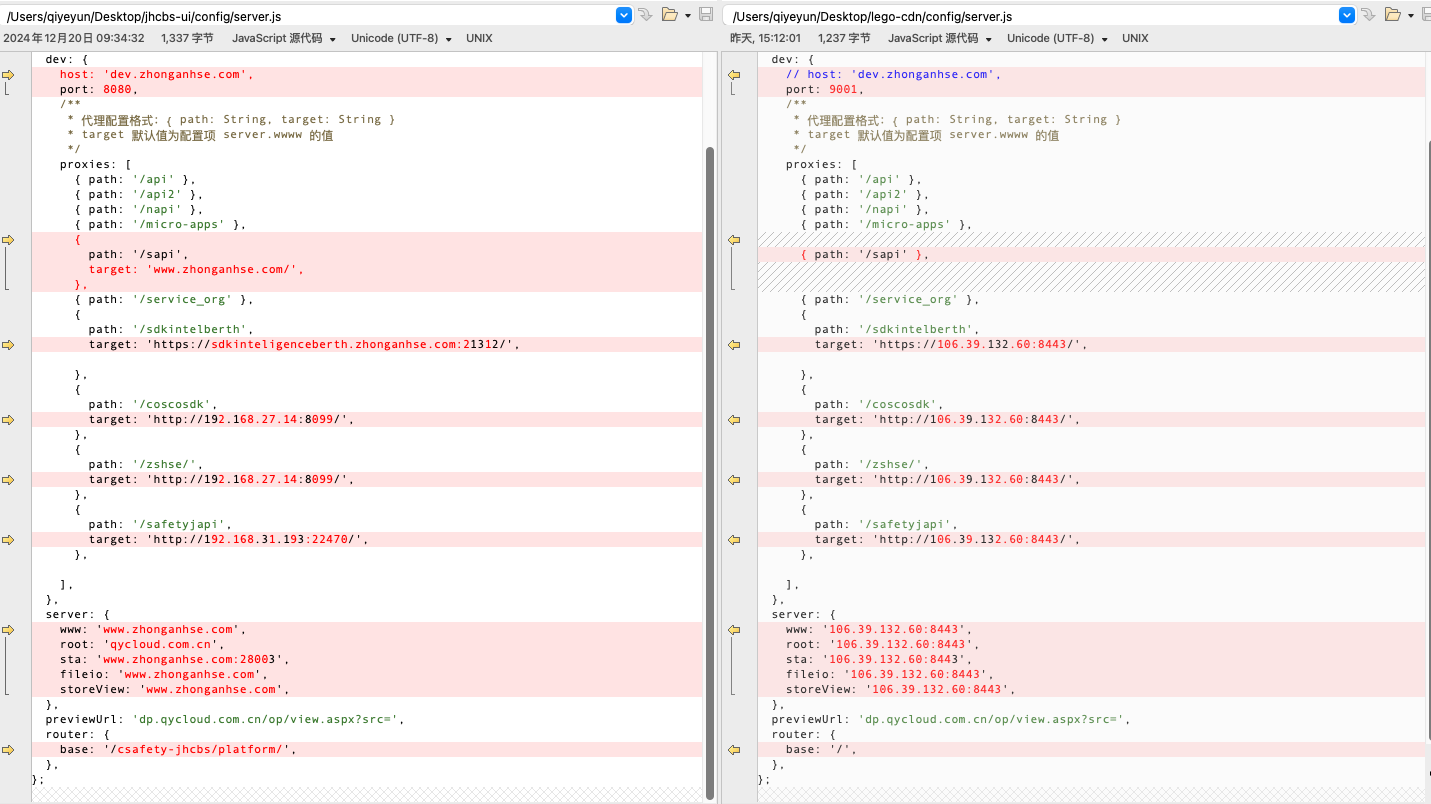 /Users/qiyeyun/Desktop/jhcbs-ui/config/server.js
2024年12月20日 09:34:32 1,337 字节 JavaScript 源代码 Unicode (UTF-8) UNIX
dev: {
host: 'dev.zhonganhse.com',
port: 8080,
/**
* 代理配置格式: { path: String, target: String }
* target 默认值为配置项 server.wwww 的值
*/
proxies: [
{ path: '/api' },
{ path: '/api2' },
{ path: '/napi' },
{ path: '/micro-apps' },
{
path: '/sapi',
target: 'www.zhonganhse.com/',
},
{ path: '/service_org' },
{
path: '/sdkintelberth',
target: 'https://sdkinteligenceberth.zhonganhse.com:21312/',
},
{
path: '/coscosdk',
target: 'http://192.168.27.14:8099/',
},
{
path: '/zshse/',
target: 'http://192.168.27.14:8099/',
},
{
path: '/safetyjapi',
target: 'http://192.168.31.193:22470/',
},
],
},
server: {
www: 'www.zhonganhse.com',
root: 'qycloud.com.cn',
sta: 'www.zhonganhse.com:28003',
fileio: 'www.zhonganhse.com',
storeView: 'www.zhonganhse.com',
},
previewUrl: 'dp.qycloud.com.cn/op/view.aspx?src=',
router: {
base: '/csafety-jhcbs/platform/',
},
};
/Users/qiyeyun/Desktop/lego-cdn/config/server.js
昨天, 15:12:01 1,237 字节 JavaScript 源代码 Unicode (UTF-8) UNIX
dev: {
// host: 'dev.zhonganhse.com',
port: 9001,
/**
* 代理配置格式: { path: String, target: String }
* target 默认值为配置项 server.wwww 的值
*/
proxies: [
{ path: '/api' },
{ path: '/api2' },
{ path: '/napi' },
{ path: '/micro-apps' },
{ path: '/sapi' },
{ path: '/service_org' },
{
path: '/sdkintelberth',
target: 'https://106.39.132.60:8443/',
},
{
path: '/coscosdk',
target: 'http://106.39.132.60:8443/',
},
{
path: '/zshse/',
target: 'http://106.39.132.60:8443/',
},
{
path: '/safetyjapi',
target: 'http://106.39.132.60:8443/',
},
],
},
server: {
www: '106.39.132.60:8443',
root: '106.39.132.60:8443',
sta: '106.39.132.60:8443',
fileio: '106.39.132.60:8443',
storeView: '106.39.132.60:8443',
},
previewUrl: 'dp.qycloud.com.cn/op/view.aspx?src=',
router: {
base: '/',
},
};